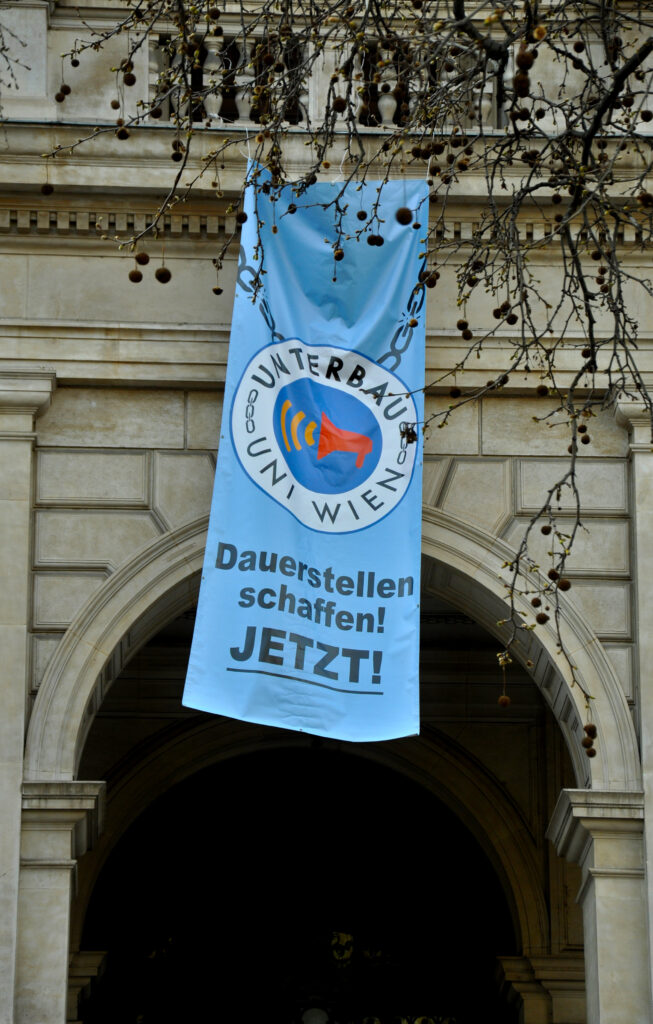 UNTERBAU
UNI WIEN
Dauerstellen
schaffen!
JETZT!